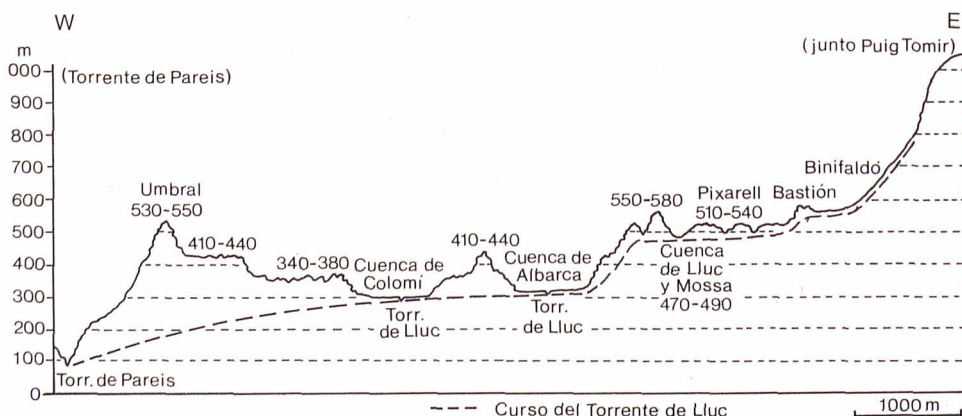 W
E
m
(junto Puig Tomir)
(Torrente de Pareis)
000
900
800
700
600
500
400
300
200
100
0
Umbral
530-550
410-440
340-380
Cuenca de
Colomí
Torr.
de Lluc
410-440
Cuenca de
Albarca
Torr.
de Lluc
550-580
Pixarell
510-540
Bastión
Binifaldó
Cuenca
de Lluc
y Mossa
470-490
Torr. de Pareis
Curso del Torrente de Lluc
1000 m